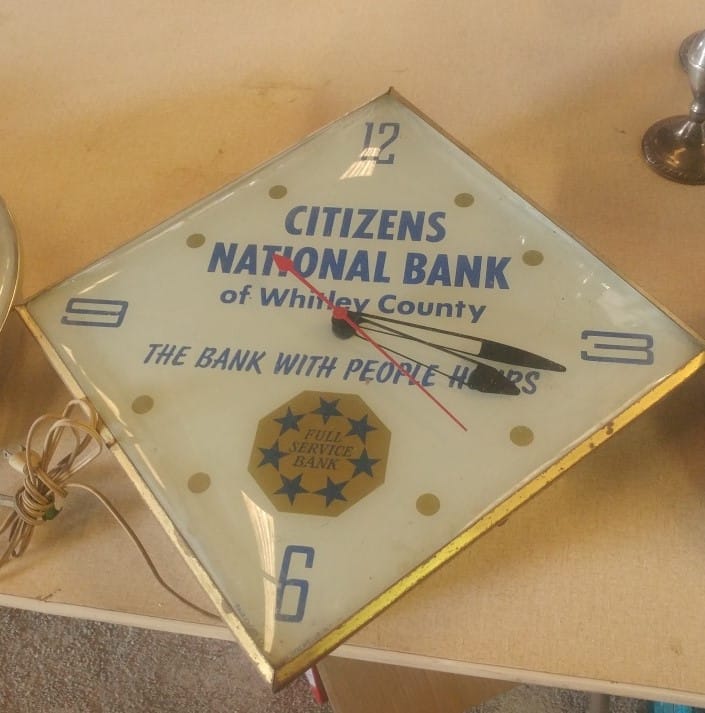 12
CITIZENS
NATIONAL BANK
of Whitley County
9
3
THE BANK WITH PEOPLE HOURS
FULL
SERVICE
BANK
6